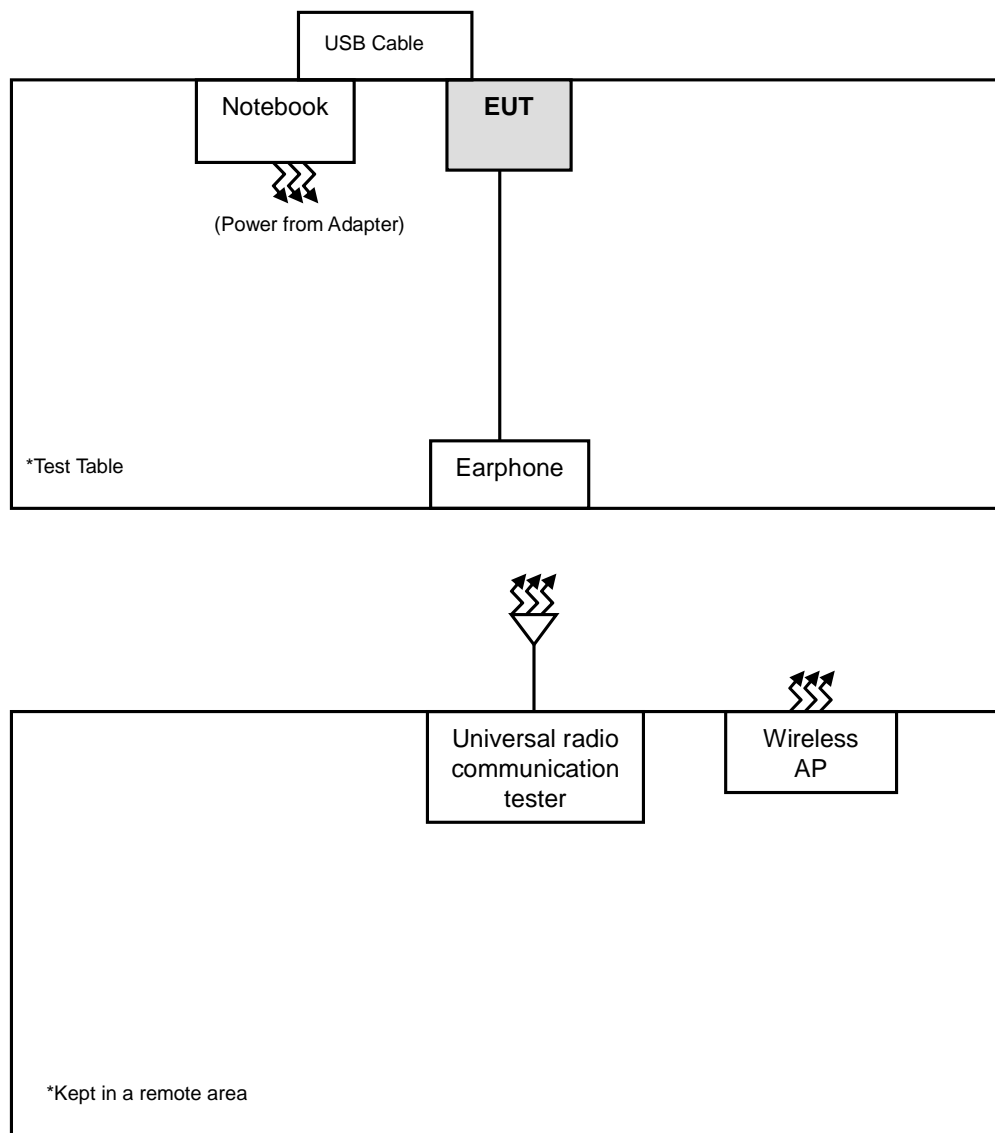 USB Cable
Notebook
EUT
(Power from Adapter)
*Test Table
Earphone
Universal radio
communication
tester
Wireless
AP
*Kept in a remote area